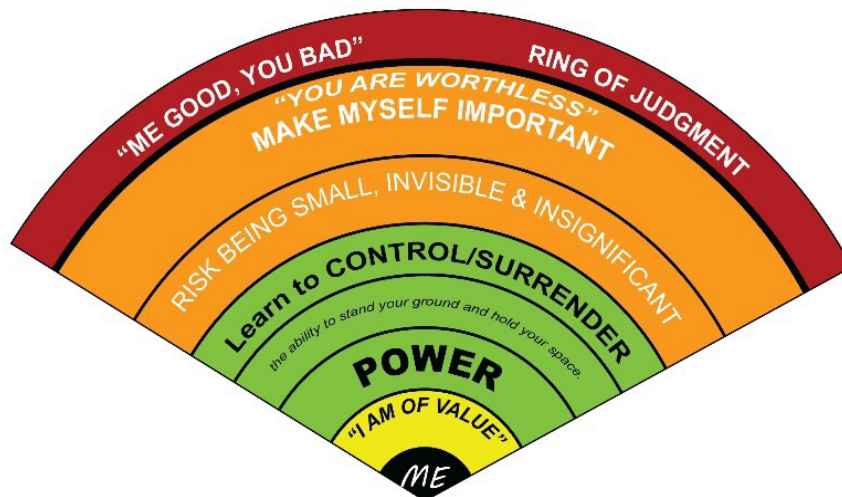 “ME GOOD, YOU BAD” RING OF JUDGMENT
“YOU ARE WORTHLESS”
MAKE MYSELF IMPORTANT
RISK BEING SMALL, INVISIBLE & INSIGNIFICANT
Learn to CONTROL/SURRENDER
the ability to stand your ground and hold your space.
POWER
“I AM OF VALUE”
ME